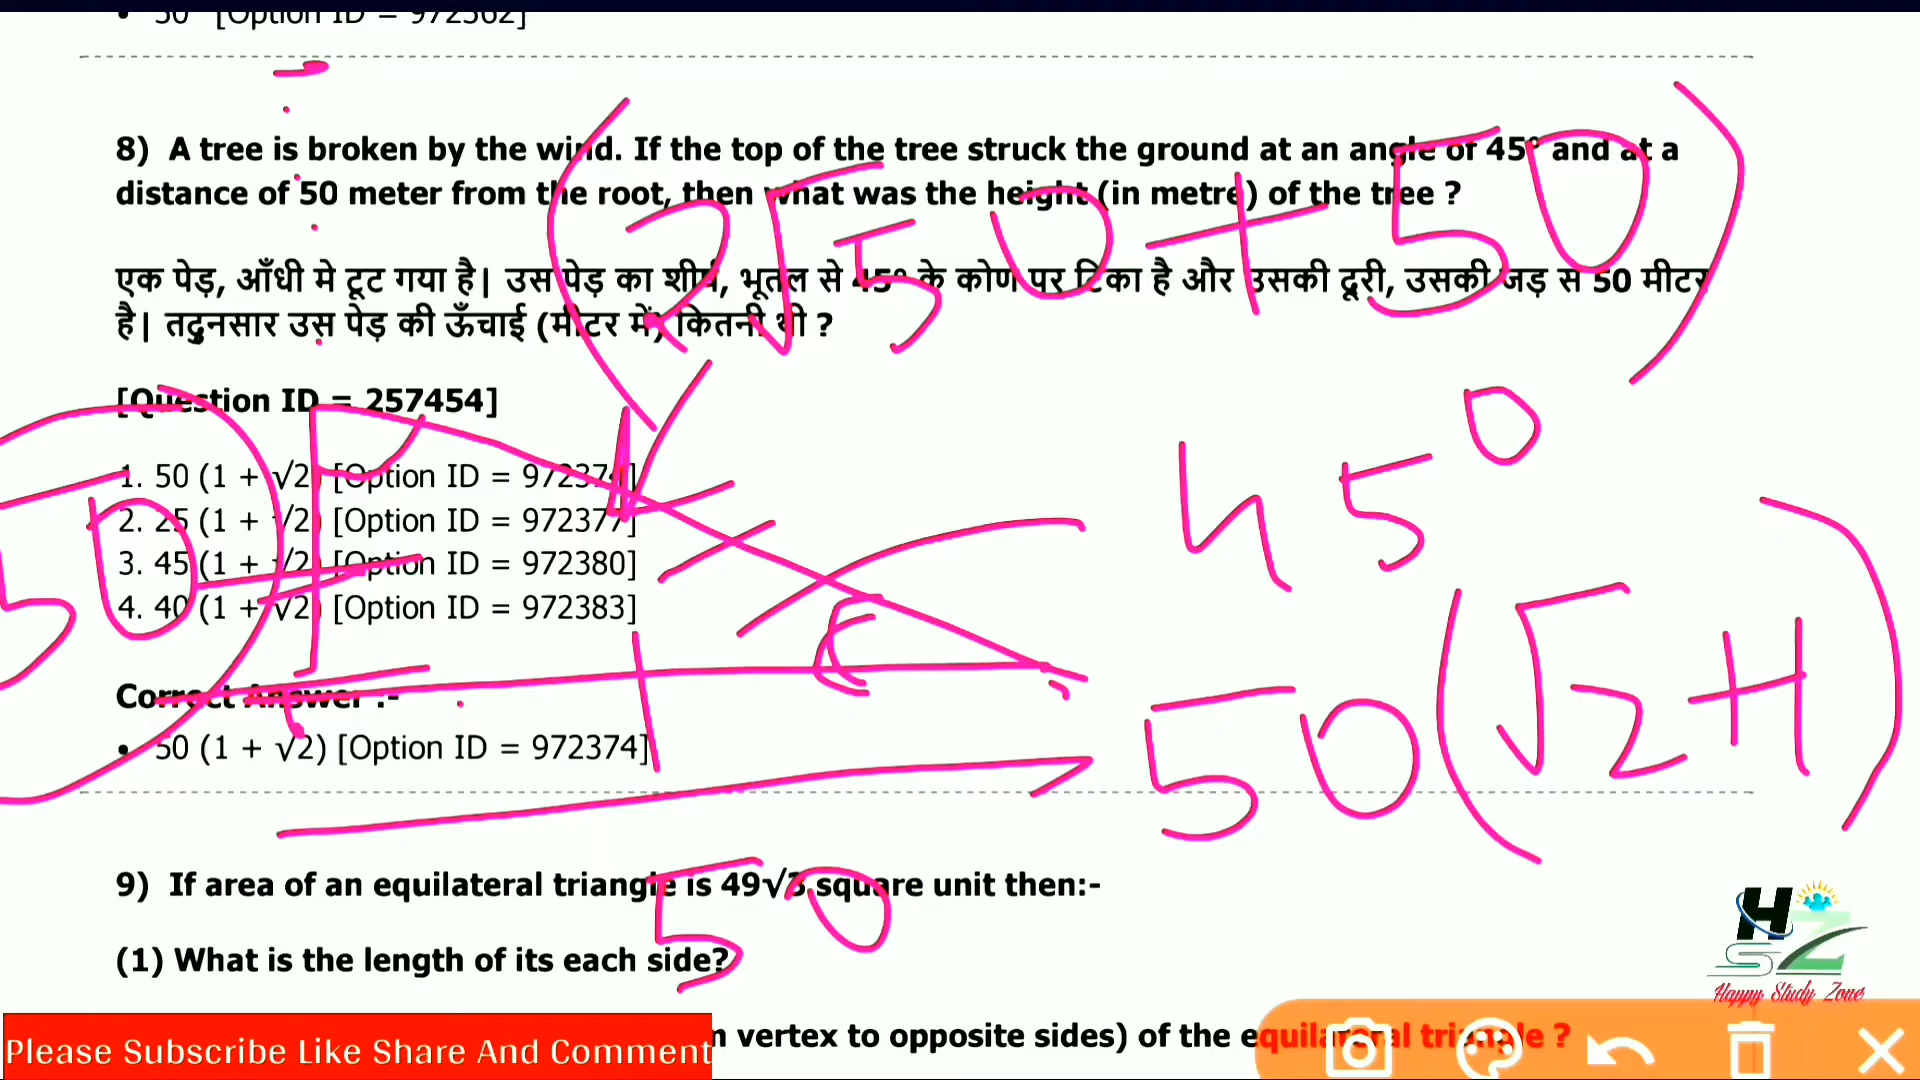 50 [Option ID = 972362]
8) A tree is broken by the wind. If the top of the tree struck the ground at an angle of 45° and at a
distance of 50 meter from the root, then what was the height (in metre) of the tree ?
एक पेड़, आँधी मे टूट गया है| उस पेड़ का शीर्ष, भूतल से 45° के कोण पर टिका है और उसकी दूरी, उसकी जड़ से 50 मीटर
है| तदुनसार उस पेड़ की ऊँचाई (मीटर में) कितनी थी ?
[Question ID = 257454]
1. 50 (1 + √2) [Option ID = 972374]
2. 25 (1 + √2) [Option ID = 972377]
3. 45 (1 + √2) [Option ID = 972380]
4. 40 (1 + √2) [Option ID = 972383]
Correct Answer :-
50 (1 + √2) [Option ID = 972374]
(2√50 + 50)
45°
50
50(√2+1)
50
9) If area of an equilateral triangle is 49√3 square unit then:-
(1) What is the length of its each side?
vertex to opposite sides) of the equilateral triangle ?
HSZ
Happy Study Zone
Please Subscribe Like Share And Comment